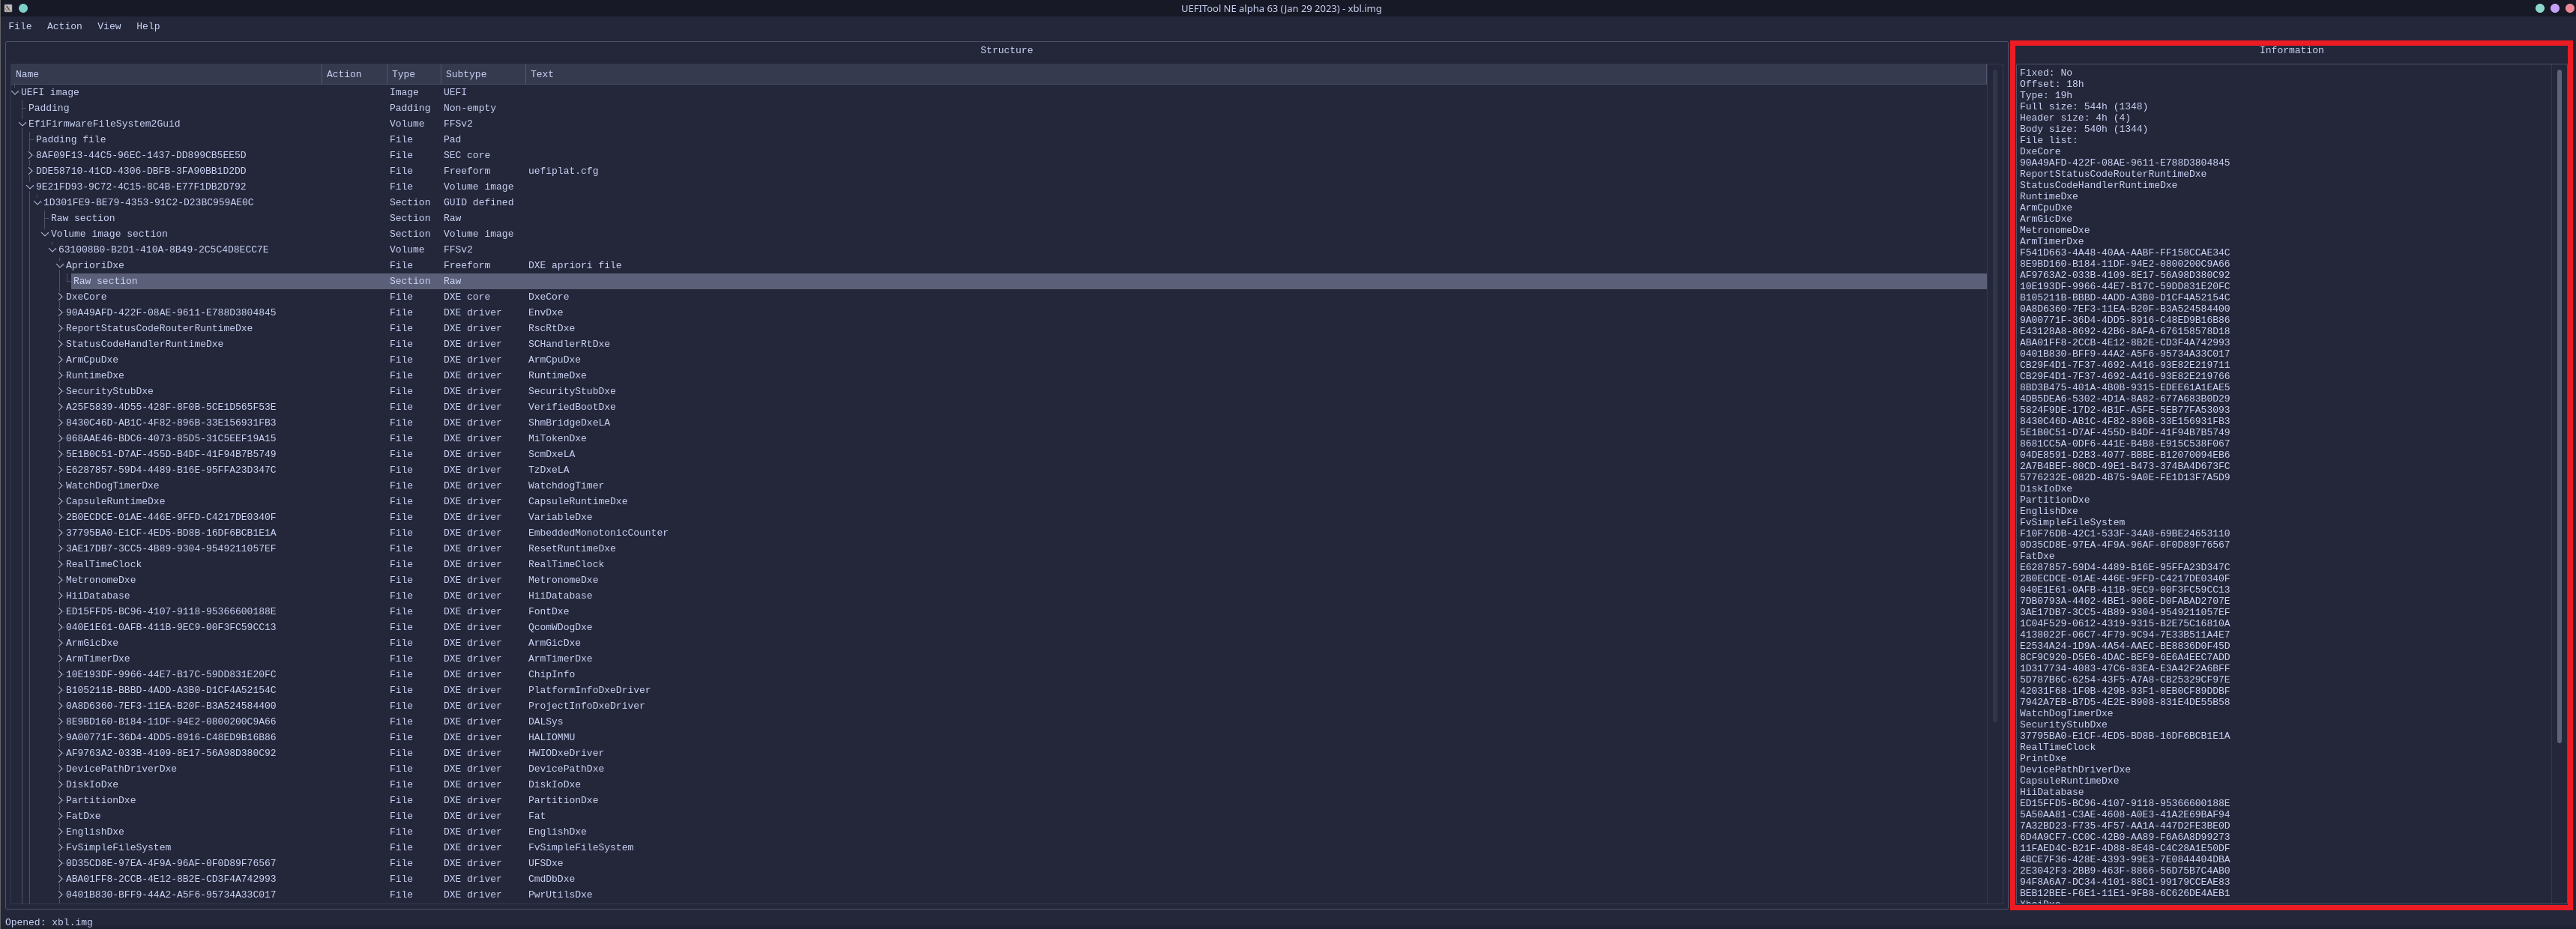 UEFITool NE alpha 63 (Jan 29 2023) - xbl.img
File Action View Help
Structure
Name Action Type Subtype Text
UEFI image Image UEFI
Padding Padding Non-empty
EfiFirmwareFileSystem2Guid Volume FFSv2
Padding file File Pad
8AF09F13-44C5-96EC-1437-DD899CB5EE5D File SEC core
DDE58710-41CD-4306-DBFB-3FA90BB1D2DD File Freeform uefiplat.cfg
9E21FD93-9C72-4C15-8C4B-E77F1DB2D792 File Volume image
1D301FE9-BE79-4353-91C2-D23BC959AE0C Section GUID defined
Raw section Section Raw
Volume image section Section Volume image
631008B0-B2D1-410A-8B49-2C5C4D8ECC7E Volume FFSv2
AprioriDxe File Freeform DXE apriori file
Raw section Section Raw
DxeCore File DXE core DxeCore
90A49AFD-422F-08AE-9611-E788D3804845 File DXE driver EnvDxe
ReportStatusCodeRouterRuntimeDxe File DXE driver RscRtDxe
StatusCodeHandlerRuntimeDxe File DXE driver SCHandlerRtDxe
ArmCpuDxe File DXE driver ArmCpuDxe
RuntimeDxe File DXE driver RuntimeDxe
SecurityStubDxe File DXE driver SecurityStubDxe
A25F5839-4D55-428F-8F0B-5CE1D565F53E File DXE driver VerifiedBootDxe
8430C46D-AB1C-4F82-896B-33E156931FB3 File DXE driver ShmBridgeDxeLA
068AAE46-BDC6-4073-85D5-31C5EEF19A15 File DXE driver MiTokenDxe
5E1B0C51-D7AF-455D-B4DF-41F94B7B5749 File DXE driver ScmDxeLA
E6287857-59D4-4489-B16E-95FFA23D347C File DXE driver TzDxeLA
WatchDogTimerDxe File DXE driver WatchdogTimer
CapsuleRuntimeDxe File DXE driver CapsuleRuntimeDxe
2B0ECDCE-01AE-446E-9FFD-C4217DE0340F File DXE driver VariableDxe
37795BA0-E1CF-4ED5-BD8B-16DF6BCB1E1A File DXE driver EmbeddedMonotonicCounter
3AE17DB7-3CC5-4B89-9304-9549211057EF File DXE driver ResetRuntimeDxe
RealTimeClock File DXE driver RealTimeClock
MetronomeDxe File DXE driver MetronomeDxe
HiiDatabase File DXE driver HiiDatabase
ED15FFD5-BC96-4107-9118-95366600188E File DXE driver FontDxe
040E1E61-0AFB-411B-9EC9-00F3FC59CC13 File DXE driver QcomWDogDxe
ArmGicDxe File DXE driver ArmGicDxe
ArmTimerDxe File DXE driver ArmTimerDxe
10E193DF-9966-44E7-B17C-59DD831E20FC File DXE driver ChipInfo
B105211B-BBBD-4ADD-A3B0-D1CF4A52154C File DXE driver PlatformInfoDxeDriver
0A8D6360-7EF3-11EA-B20F-B3A524584400 File DXE driver ProjectInfoDxeDriver
8E9BD160-B184-11DF-94E2-0800200C9A66 File DXE driver DALSys
9A00771F-36D4-4DD5-8916-C48ED9B16B86 File DXE driver HALIOMMU
AF9763A2-033B-4109-8E17-56A98D380C92 File DXE driver HWIODxeDriver
DevicePathDriverDxe File DXE driver DevicePathDxe
DiskIoDxe File DXE driver DiskIoDxe
PartitionDxe File DXE driver PartitionDxe
FatDxe File DXE driver Fat
EnglishDxe File DXE driver EnglishDxe
FvSimpleFileSystem File DXE driver FvSimpleFileSystem
0D35CD8E-97EA-4F9A-96AF-0F0D89F76567 File DXE driver UFSDxe
ABA01FF8-2CCB-4E12-8B2E-CD3F4A742993 File DXE driver CmdDbDxe
0401B830-BFF9-44A2-A5F6-95734A33C017 File DXE driver PwrUtilsDxe
Information
Fixed: No
Offset: 18h
Type: 19h
Full size: 544h (1348)
Header size: 4h (4)
Body size: 540h (1344)
File list:
DxeCore
90A49AFD-422F-08AE-9611-E788D3804845
ReportStatusCodeRouterRuntimeDxe
StatusCodeHandlerRuntimeDxe
RuntimeDxe
ArmCpuDxe
ArmGicDxe
MetronomeDxe
ArmTimerDxe
F541D663-4A48-40AA-AABF-FF158CCAE34C
8E9BD160-B184-11DF-94E2-0800200C9A66
AF9763A2-033B-4109-8E17-56A98D380C92
10E193DF-9966-44E7-B17C-59DD831E20FC
B105211B-BBBD-4ADD-A3B0-D1CF4A52154C
0A8D6360-7EF3-11EA-B20F-B3A524584400
9A00771F-36D4-4DD5-8916-C48ED9B16B86
E43128A8-8692-42B6-8AFA-676158578D18
ABA01FF8-2CCB-4E12-8B2E-CD3F4A742993
0401B830-BFF9-44A2-A5F6-95734A33C017
CB29F4D1-7F37-4692-A416-93E82E219711
CB29F4D1-7F37-4692-A416-93E82E219766
8BD3B475-401A-4B0B-9315-EDEE61A1EAE5
4DB5DEA6-5302-4D1A-8A82-677A683B0D29
5824F9DE-17D2-4B1F-A5FE-5EB77FA53093
8430C46D-AB1C-4F82-896B-33E156931FB3
5E1B0C51-D7AF-455D-B4DF-41F94B7B5749
8681CC5A-0DF6-441E-B4B8-E915C538F067
04DE8591-D2B3-4077-BBBE-B12070094EB6
2A7B4BEF-80CD-49E1-B473-374BA4D673FC
5776232E-082D-4B75-9A0E-FE1D13F7A5D9
DiskIoDxe
PartitionDxe
EnglishDxe
FvSimpleFileSystem
F10F76DB-42C1-533F-34A8-69BE24653110
0D35CD8E-97EA-4F9A-96AF-0F0D89F76567
FatDxe
E6287857-59D4-4489-B16E-95FFA23D347C
2B0ECDCE-01AE-446E-9FFD-C4217DE0340F
040E1E61-0AFB-411B-9EC9-00F3FC59CC13
7DB0793A-4402-4BE1-906E-D0FABAD2707E
3AE17DB7-3CC5-4B89-9304-9549211057EF
1C04F529-0612-4319-9315-B2E75C16810A
4138022F-06C7-4F79-9C94-7E33B511A4E7
E2534A24-1D9A-4A54-AAEC-BE8836D0F45D
8CF9C920-D5E6-4DAC-BEF9-6E6A4EEC7ADD
1D317734-4083-47C6-83EA-E3A42F2A6BFF
5D787B6C-6254-43F5-A7A8-CB25329CF97E
42031F68-1F0B-429B-93F1-0EB0CF89DDBF
7942A7EB-B7D5-4E2E-B908-831E4DE55B58
WatchDogTimerDxe
SecurityStubDxe
37795BA0-E1CF-4ED5-BD8B-16DF6BCB1E1A
RealTimeClock
PrintDxe
DevicePathDriverDxe
CapsuleRuntimeDxe
HiiDatabase
ED15FFD5-BC96-4107-9118-95366600188E
5A50AA81-C3AE-4608-A0E3-41A2E69BAF94
7A32BD23-F735-4F57-AA1A-447D2FE3BE0D
6D4A9CF7-CC0C-42B0-AA89-F6A6A8D99273
11FAED4C-B21F-4D88-8E48-C4C28A1E50DF
4BCE7F36-428E-4393-99E3-7E0844404DBA
2E3042F3-2BB9-463F-8866-56D75B7C4AB0
94F8A6A7-DC34-4101-88C1-99179CCEAE83
BEB12BEE-F6E1-11E1-9FB8-6C626DE4AEB1
Opened: xbl.img